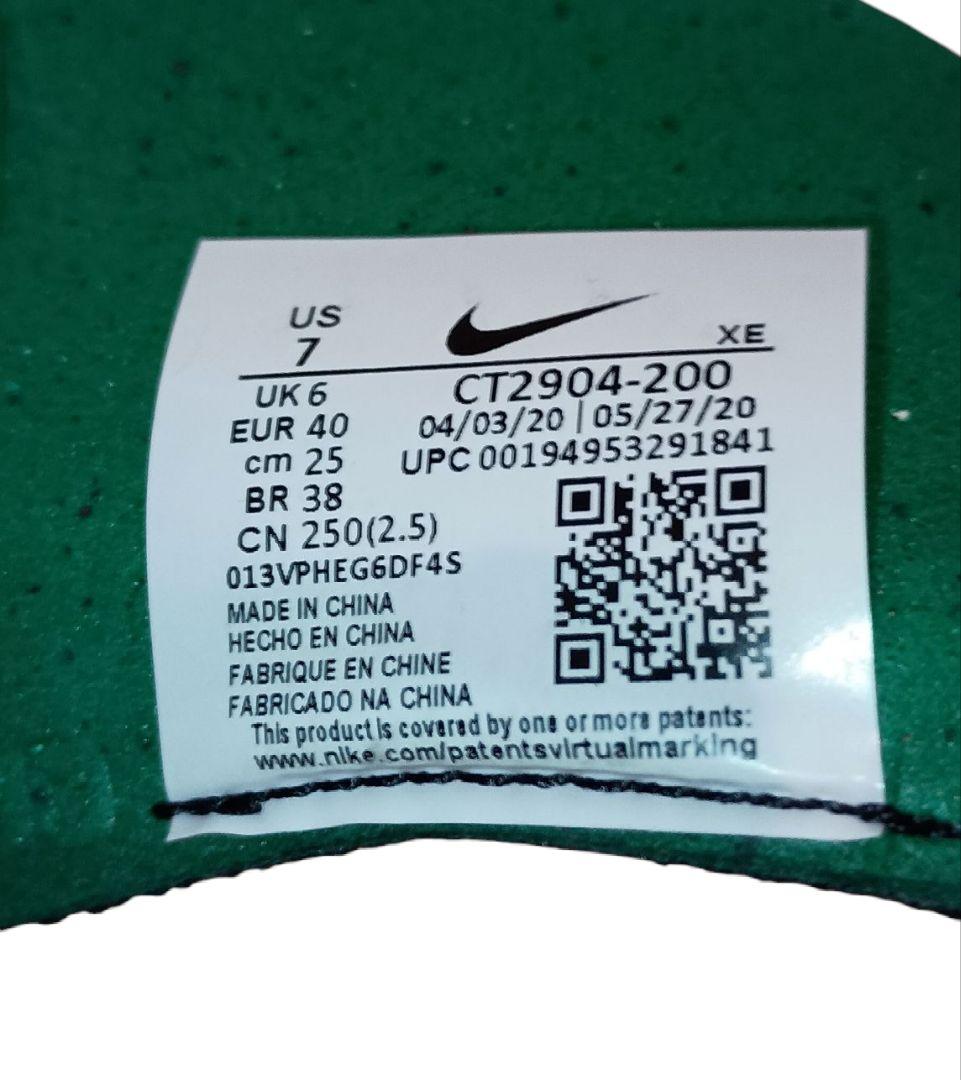 US
7
XE
UK 6
CT2904-200
EUR 40
04/03/20 | 05/27/20
cm 25
UPC 00194953291841
BR 38
CN 250(2.5)
013VPHEG6DF4S
MADE IN CHINA
HECHO EN CHINA
FABRIQUE EN CHINE
FABRICADO NA CHINA
This product is covered by one or more patents:
www.nike.com/patentsvirtualmarking